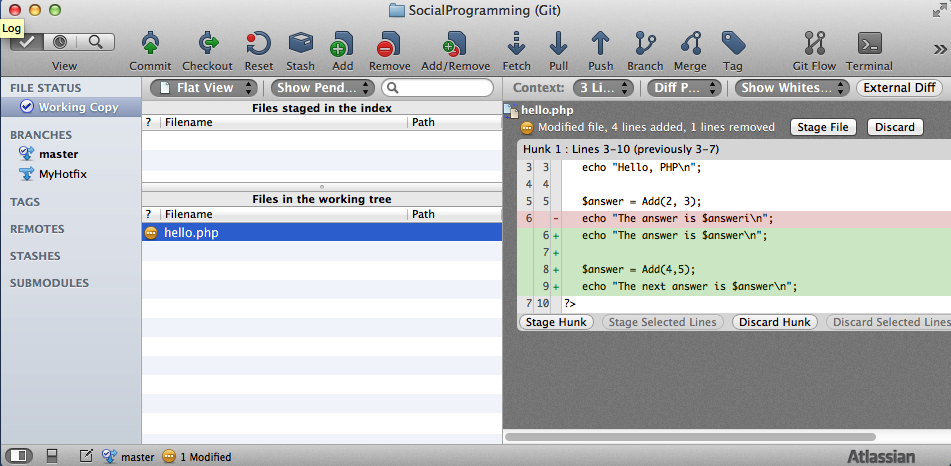 SocialProgramming (Git)
Log
View Commit Checkout Reset Stash Add Remove Add/Remove Fetch Pull Push Branch Merge Tag Git Flow Terminal
FILE STATUS
Working Copy
BRANCHES
master
MyHotfix
TAGS
REMOTES
STASHES
SUBMODULES
Flat View Show Pend...
Files staged in the index
? Filename Path
Files in the working tree
? Filename Path
hello.php
Context: 3 Li... Diff P... Show Whites... External Diff
hello.php
Modified file, 4 lines added, 1 lines removed Stage File Discard
Hunk 1 : Lines 3-10 (previously 3-7)
3 3 echo "Hello, PHP\n";
4 4
5 5 $answer = Add(2, 3);
6 - echo "The answer is $answeri\n";
6 + echo "The answer is $answer\n";
7 +
8 + $answer = Add(4,5);
9 + echo "The next answer is $answer\n";
7 10 ?>
Stage Hunk Stage Selected Lines Discard Hunk Discard Selected Lines
master 1 Modified
Atlassian